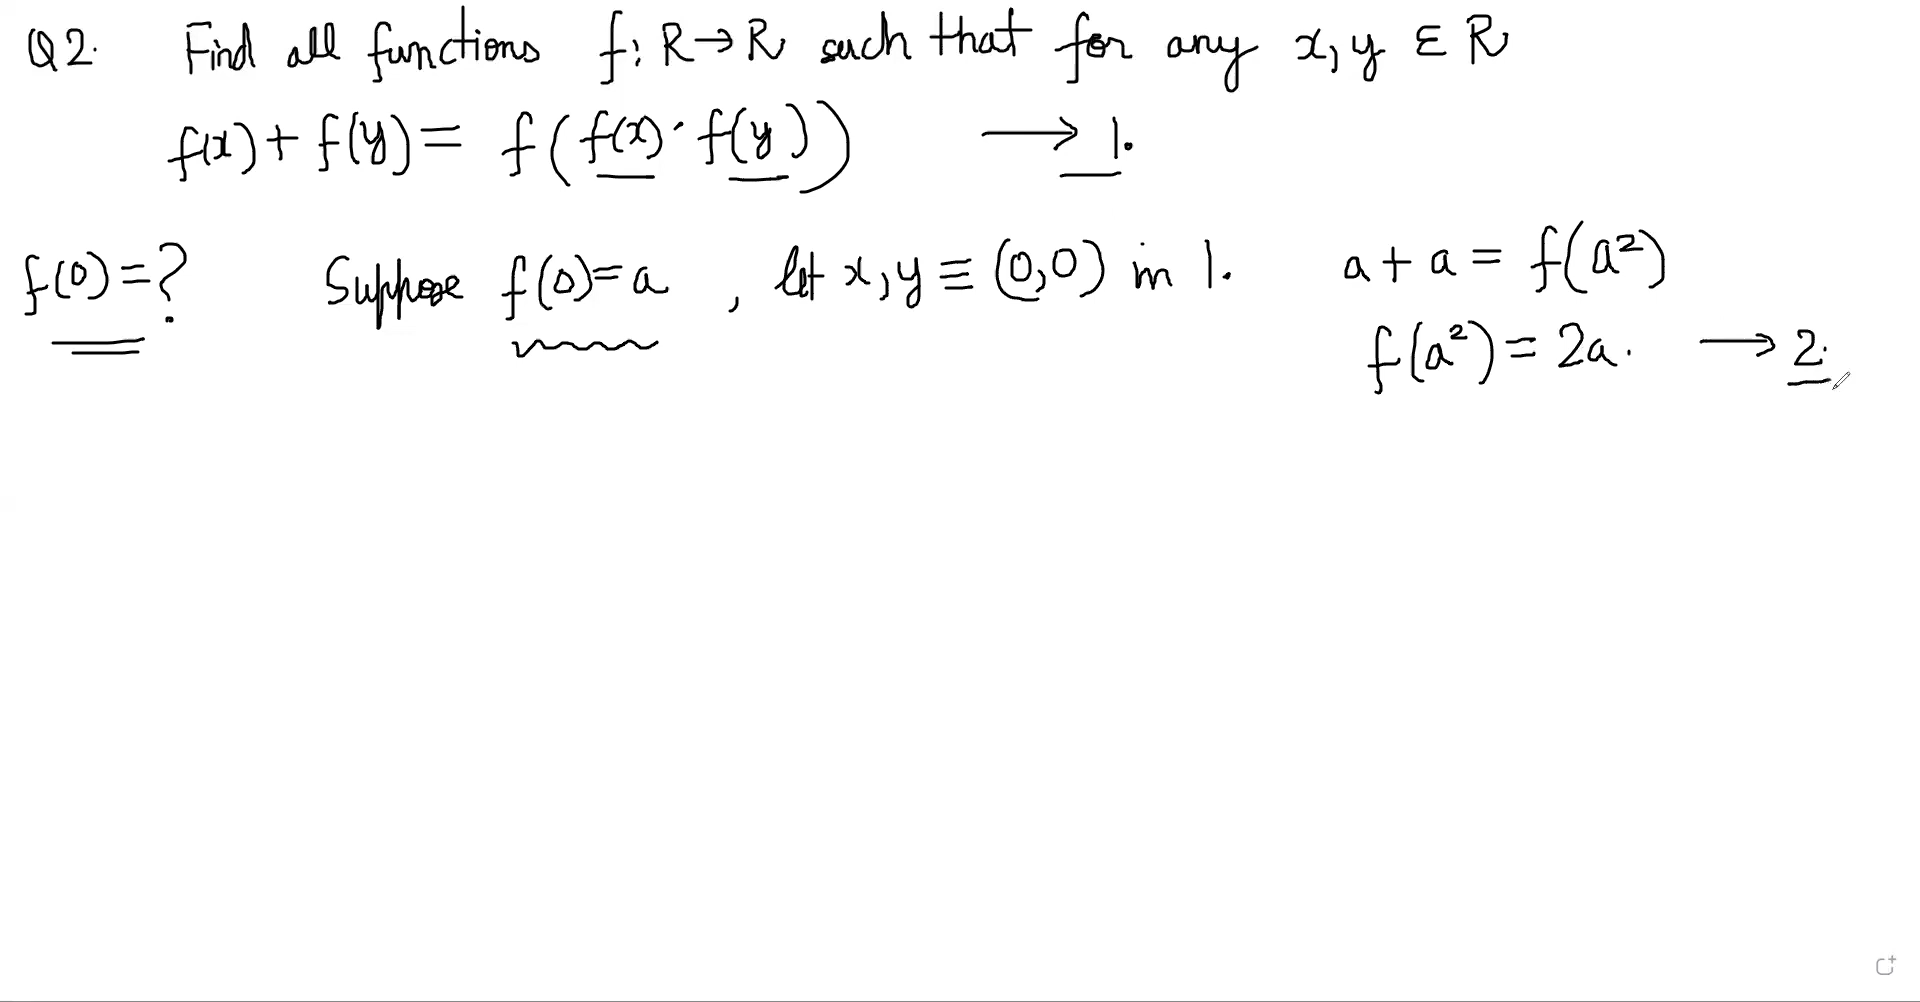 Q2. Find all functions f: R→R such that for any x, y ∈ R
f(x) + f(y) = f(f(x)·f(y)) → 1.
f(0)=? Suppose f(0)=a , let x,y ≡ (0,0) in 1. a + a = f(a²)
f(a²) = 2a. → 2.